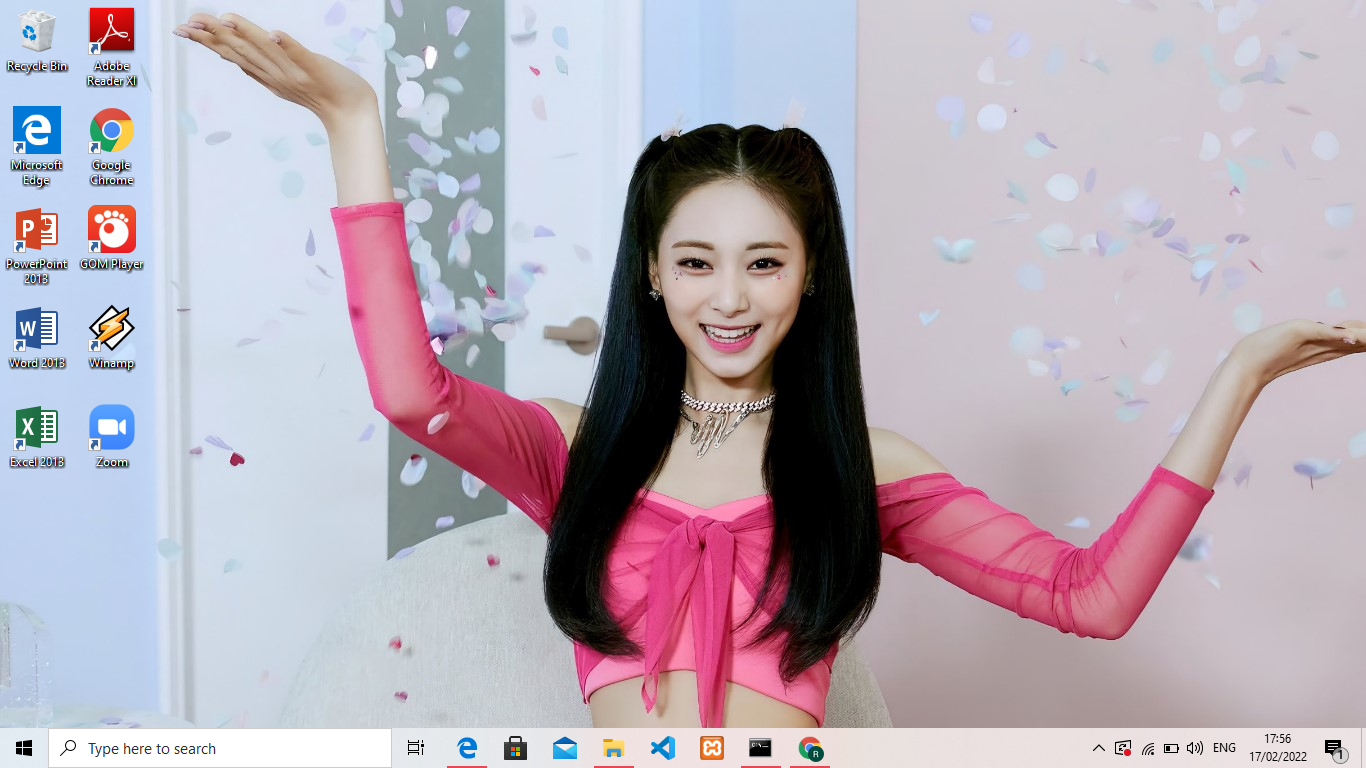 Recycle Bin
Adobe
Reader XI
Microsoft
Edge
Google
Chrome
PowerPoint
2013
GOM Player
Word 2013
Winamp
Excel 2013
Zoom
Type here to search
R
ENG
17:56
17/02/2022
1